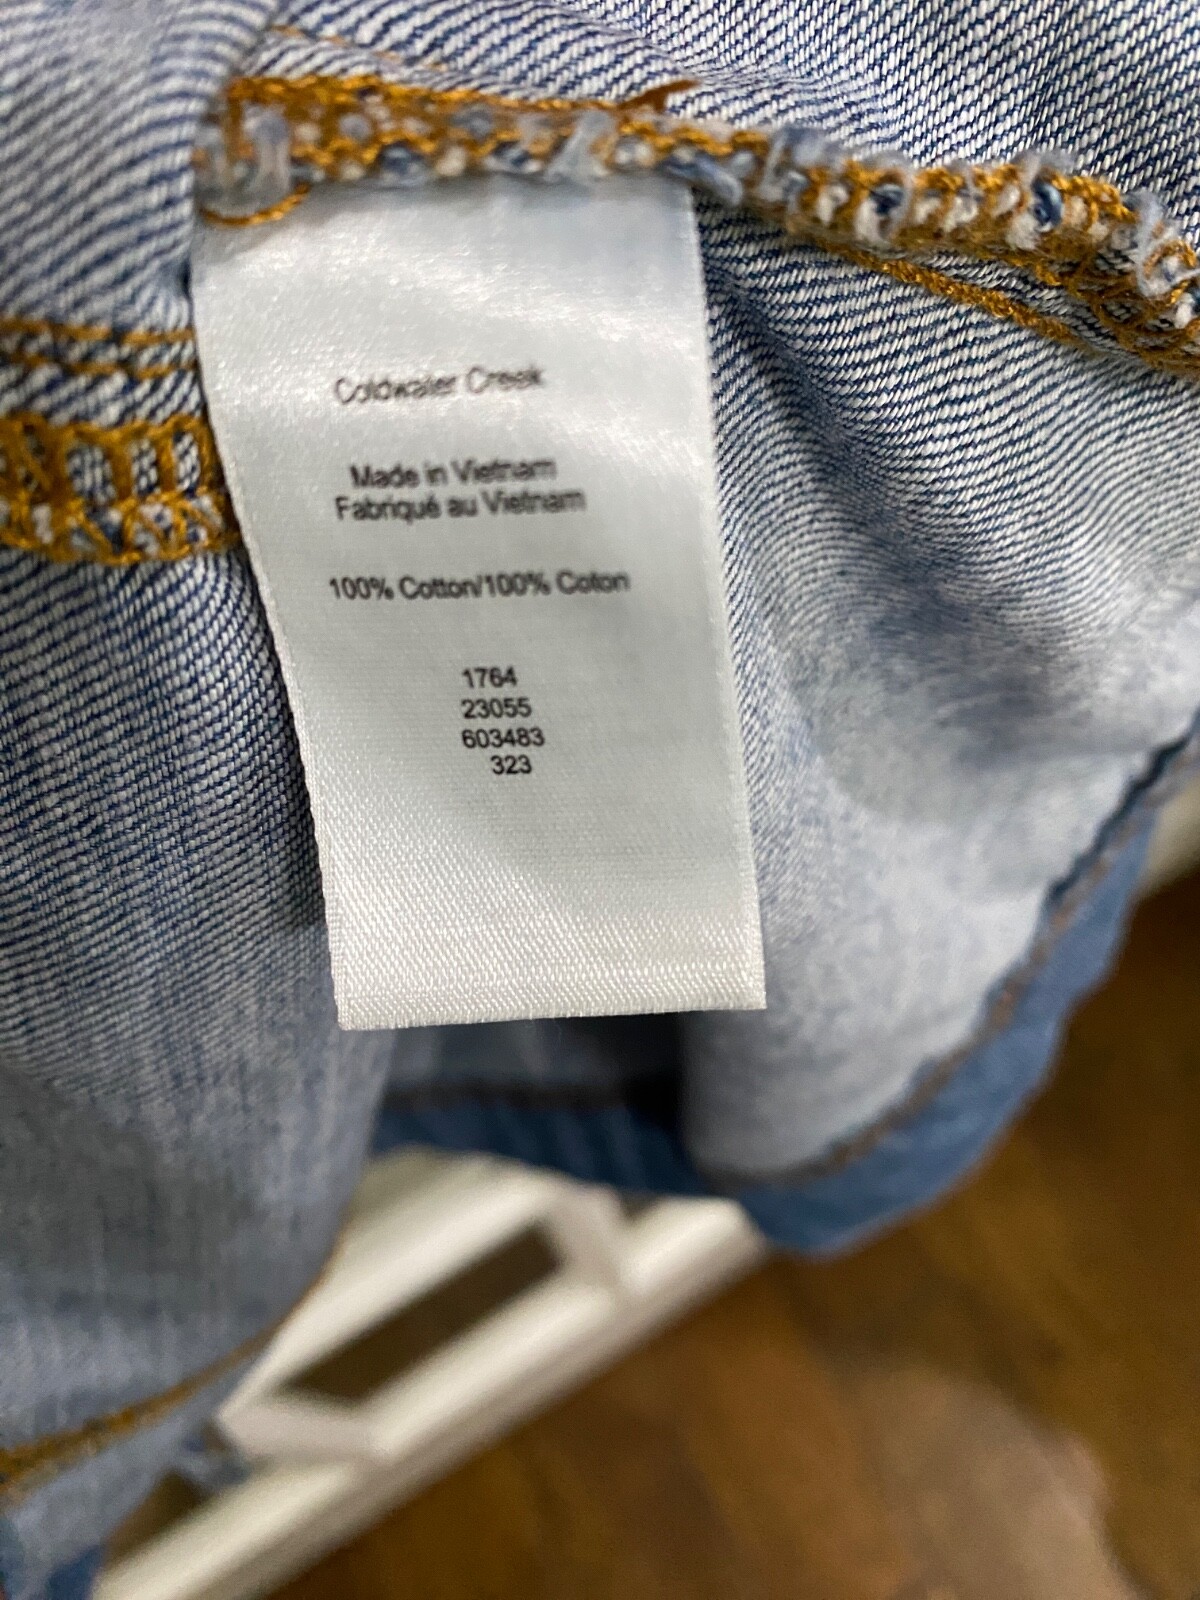 Coldwater Creek
Made in Vietnam
Fabriqué au Vietnam
100% Cotton/100% Coton
1764
23055
603483
323